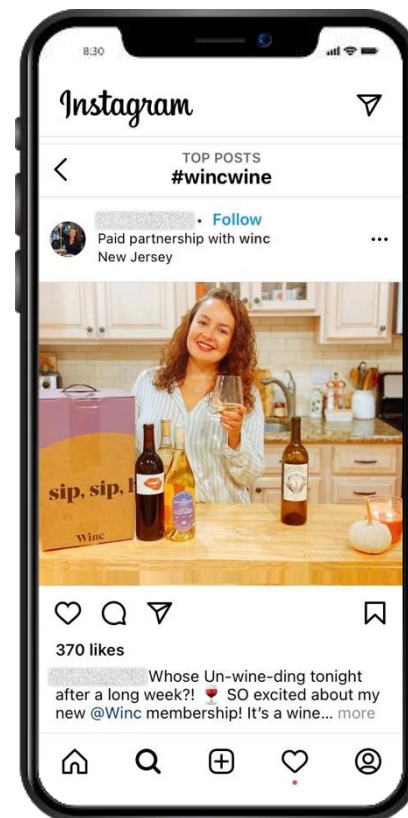 8:30
Instagram
TOP POSTS
#wincwine
• Follow
Paid partnership with winc
New Jersey
•••
sip, sip, h
Winc
370 likes
Whose Un-wine-ding tonight
after a long week?! 🍷 SO excited about my
new @Winc membership! It's a wine... more